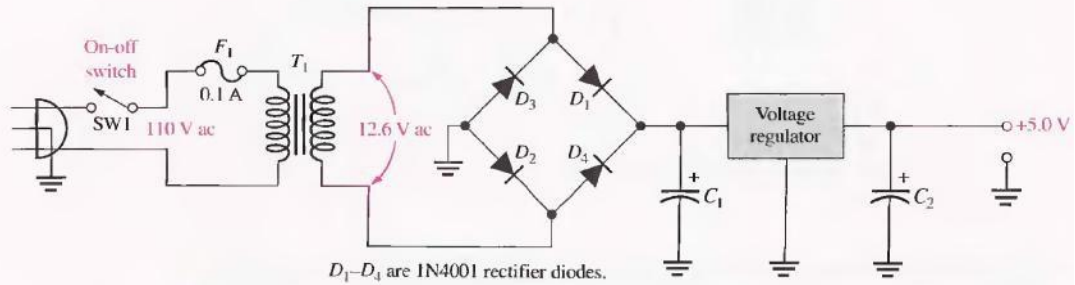 On-off
switch
SW1
F₁
0.1 A
110 V ac
T₁
12.6 V ac
D₃
D₁
D₂
D₄
+
C₁
Voltage
regulator
+
C₂
+5.0 V
D₁–D₄ are 1N4001 rectifier diodes.